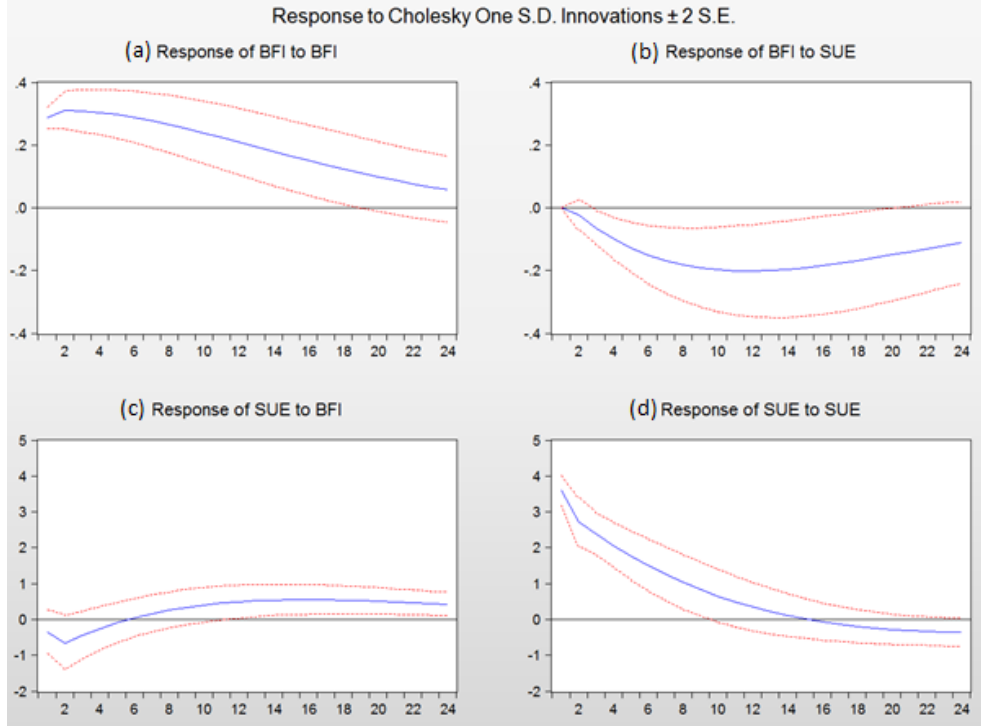 Response to Cholesky One S.D. Innovations ± 2 S.E.
(a) Response of BFI to BFI
.4
.2
.0
-.2
-.4
2 4 6 8 10 12 14 16 18 20 22 24
(b) Response of BFI to SUE
.4
.2
.0
-.2
-.4
2 4 6 8 10 12 14 16 18 20 22 24
(c) Response of SUE to BFI
5
4
3
2
1
0
-1
-2
2 4 6 8 10 12 14 16 18 20 22 24
(d) Response of SUE to SUE
5
4
3
2
1
0
-1
-2
2 4 6 8 10 12 14 16 18 20 22 24